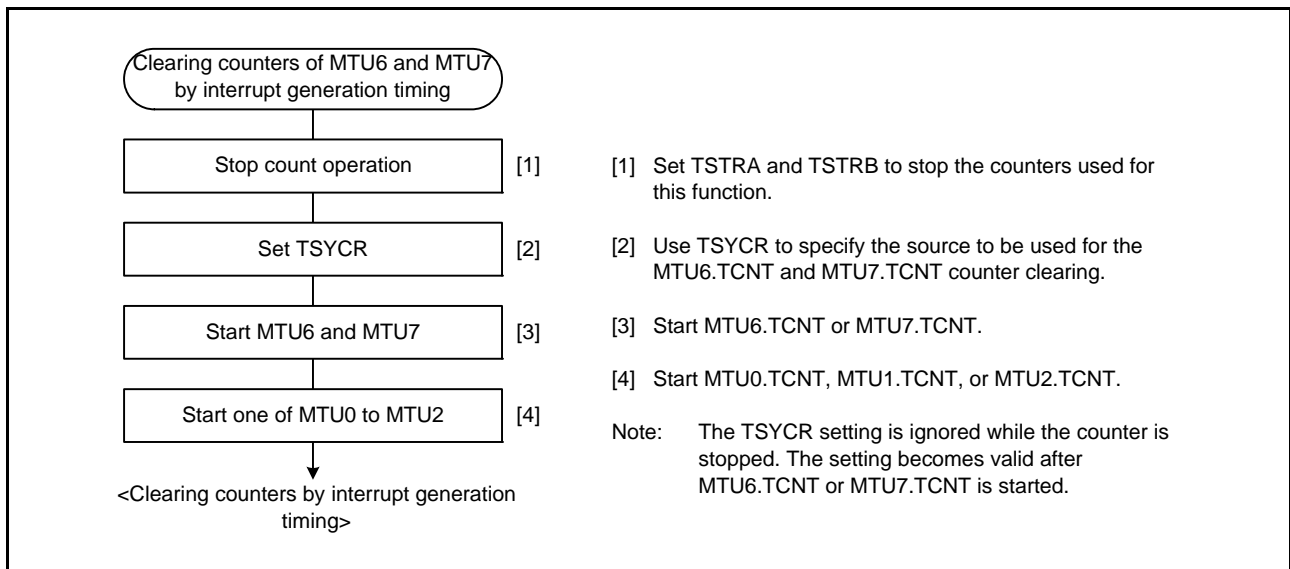 Clearing counters of MTU6 and MTU7
by interrupt generation timing
Stop count operation
[1]
Set TSYCR
[2]
Start MTU6 and MTU7
[3]
Start one of MTU0 to MTU2
[4]
<Clearing counters by interrupt generation
timing>
[1] Set TSTRA and TSTRB to stop the counters used for
this function.
[2] Use TSYCR to specify the source to be used for the
MTU6.TCNT and MTU7.TCNT counter clearing.
[3] Start MTU6.TCNT or MTU7.TCNT.
[4] Start MTU0.TCNT, MTU1.TCNT, or MTU2.TCNT.
Note: The TSYCR setting is ignored while the counter is
stopped. The setting becomes valid after
MTU6.TCNT or MTU7.TCNT is started.